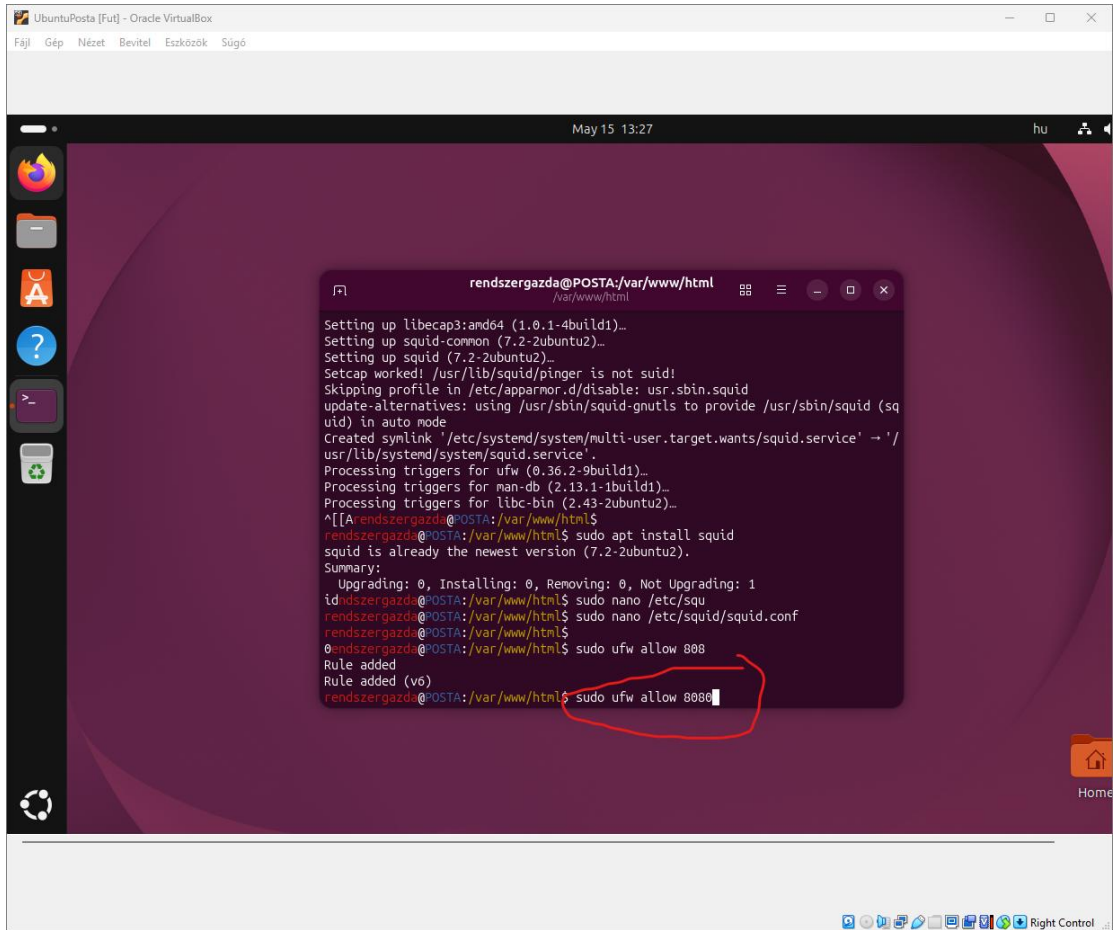 UbuntuPosta [Fut] - Oracle VirtualBox
Fájl Gép Nézet Bevitel Eszközök Súgó
May 15 13:27
hu
rendszergazda@POSTA:/var/www/html
/var/www/html
Setting up libecap3:amd64 (1.0.1-4build1)…
Setting up squid-common (7.2-2ubuntu2)…
Setting up squid (7.2-2ubuntu2)…
Setcap worked! /usr/lib/squid/pinger is not suid!
Skipping profile in /etc/apparmor.d/disable: usr.sbin.squid
update-alternatives: using /usr/sbin/squid-gnutls to provide /usr/sbin/squid (sq
uid) in auto mode
Created symlink '/etc/systemd/system/multi-user.target.wants/squid.service' → '/
usr/lib/systemd/system/squid.service'.
Processing triggers for ufw (0.36.2-9build1)…
Processing triggers for man-db (2.13.1-1build1)…
Processing triggers for libc-bin (2.43-2ubuntu2)…
^[[Arendszergazda@POSTA:/var/www/html$
rendszergazda@POSTA:/var/www/html$ sudo apt install squid
squid is already the newest version (7.2-2ubuntu2).
Summary:
Upgrading: 0, Installing: 0, Removing: 0, Not Upgrading: 1
idndszergazda@POSTA:/var/www/html$ sudo nano /etc/squ
rendszergazda@POSTA:/var/www/html$ sudo nano /etc/squid/squid.conf
rendszergazda@POSTA:/var/www/html$
0endszergazda@POSTA:/var/www/html$ sudo ufw allow 808
Rule added
Rule added (v6)
rendszergazda@POSTA:/var/www/html$ sudo ufw allow 8080
Home
Right Control